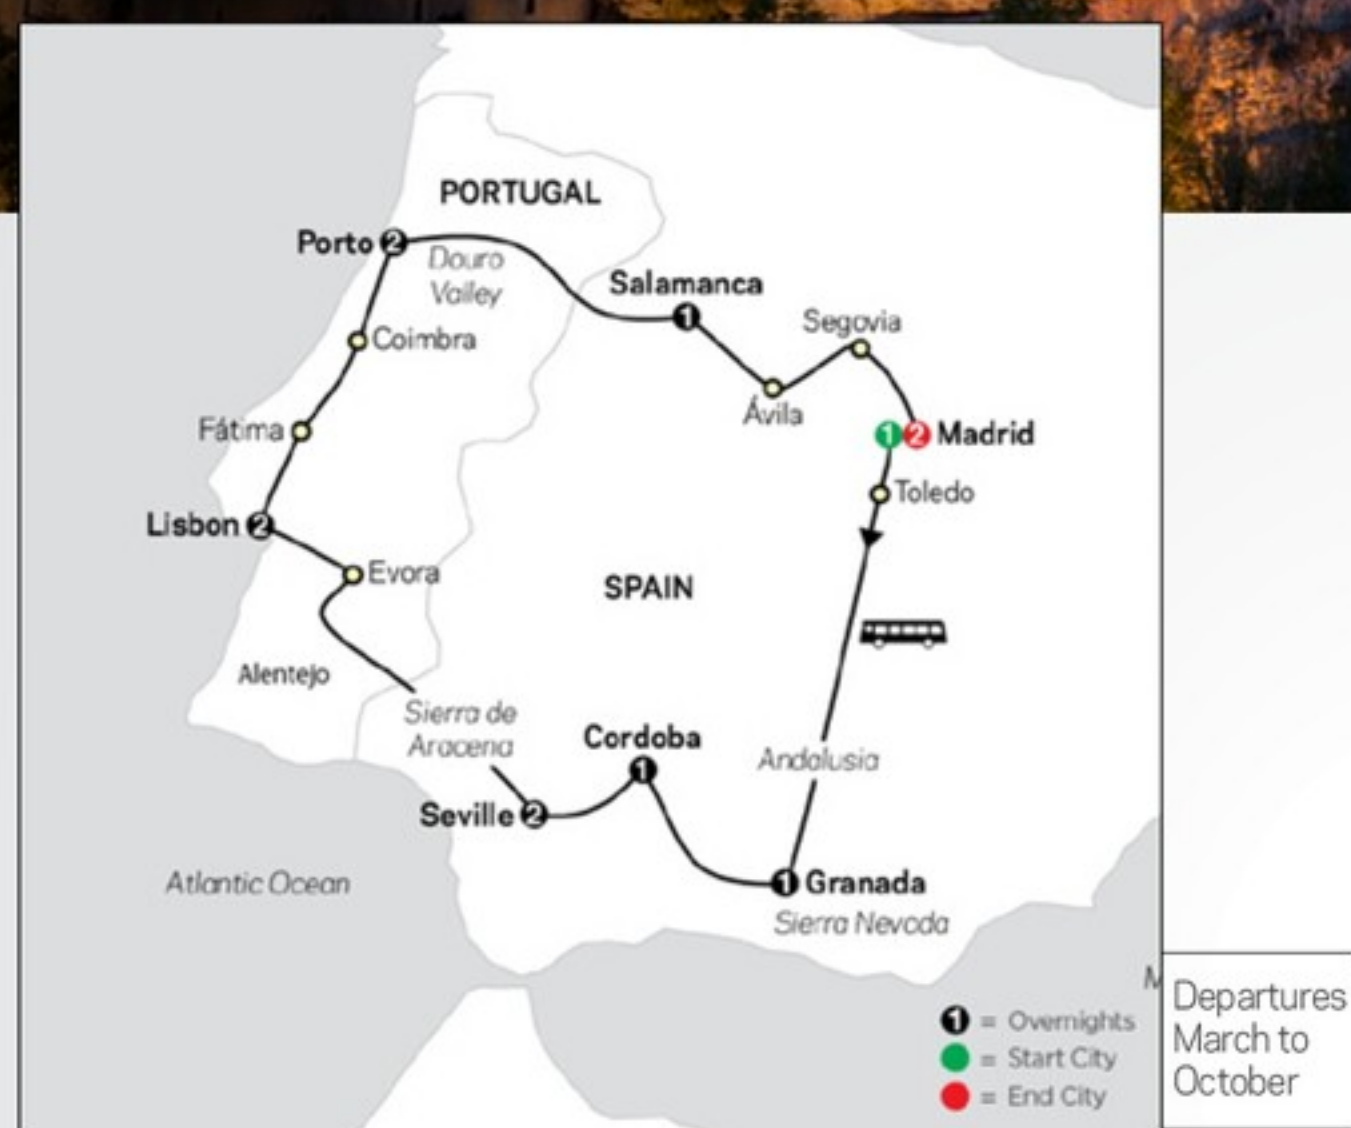 PORTUGAL
Porto 2
Douro
Valley
Salamanca
1
Segovia
Coimbra
Ávila
Fátima
1 2 Madrid
Toledo
Lisbon 2
Evora
SPAIN
Alentejo
Sierra de
Aracena
Cordoba
1
Andalusia
Seville 2
Atlantic Ocean
1 Granada
Sierra Nevada
M
1 = Overnights
= Start City
= End City
Departures
March to
October